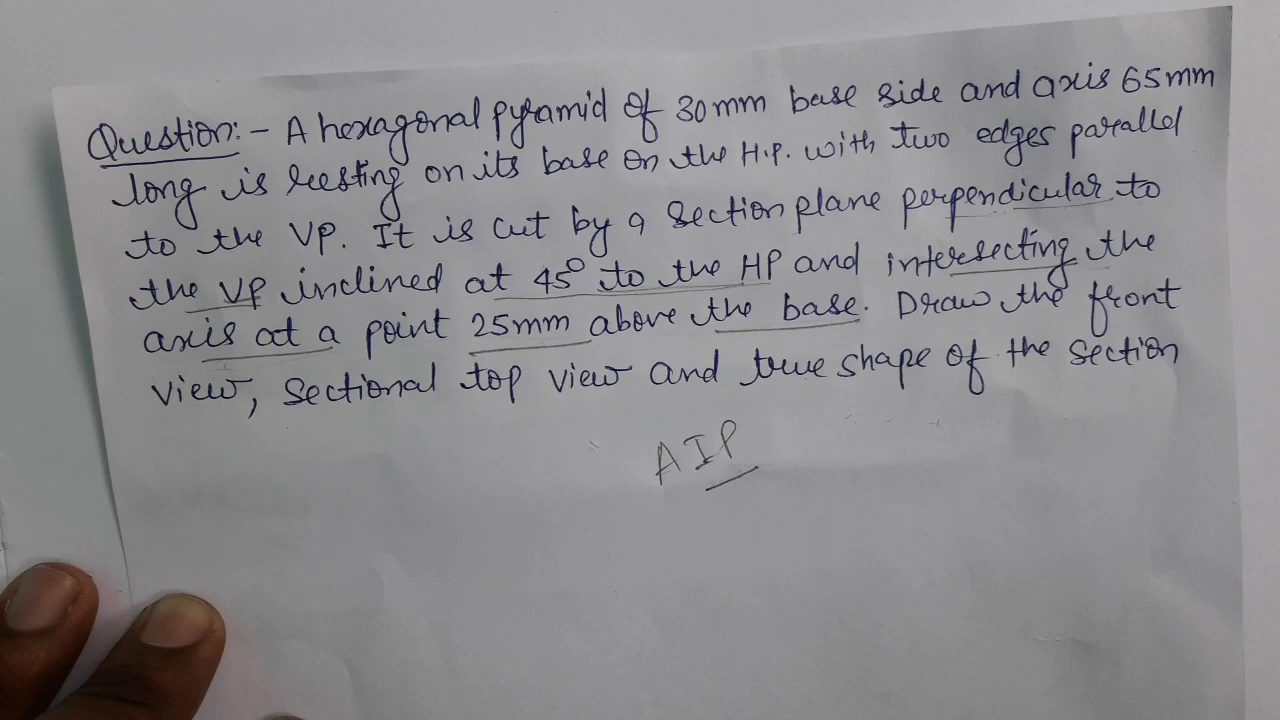 Question:- A hexagonal pyramid of 30mm base side and axis 65mm
long is resting on its base on the H.P. with two edges parallel
to the VP. It is cut by a section plane perpendicular to
the VP inclined at 45° to the HP and intersecting the
axis at a point 25mm above the base. Draw the front
view, sectional top view and true shape of the section
AIP